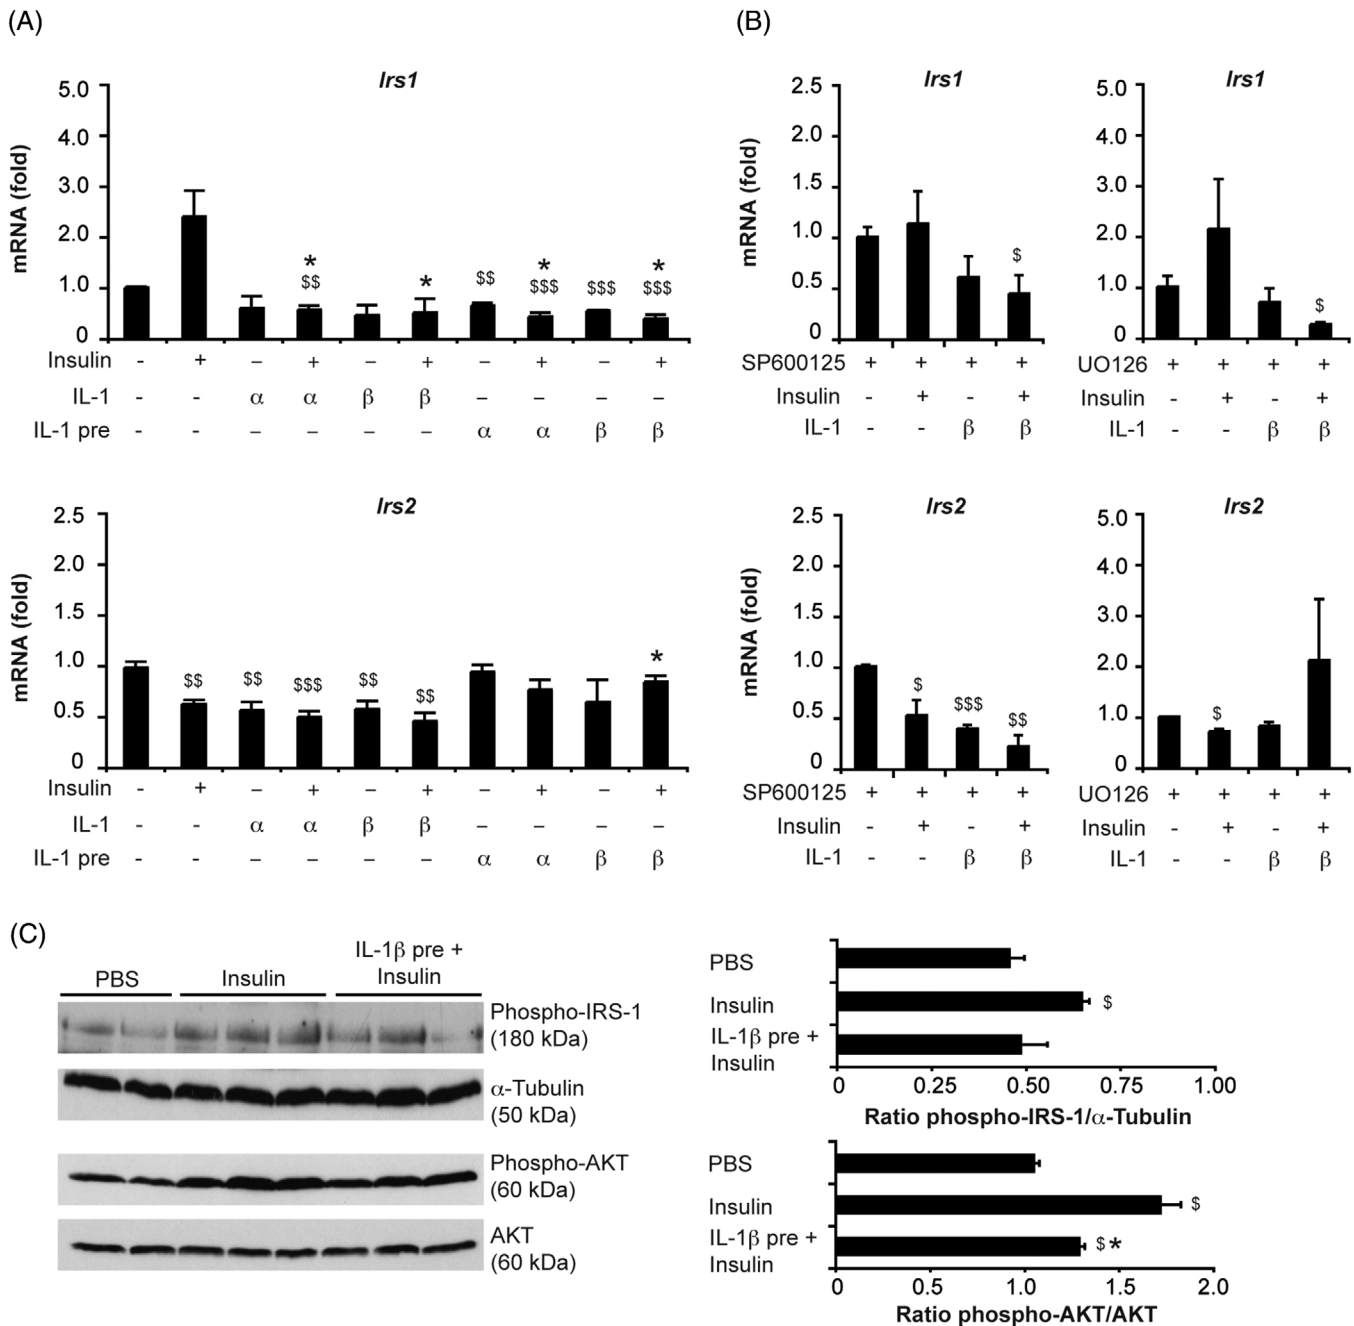 (A)
Irs1
mRNA (fold)
5.0
4.0
3.0
2.0
1.0
0
* $$ * $$ * $$$ $$$ * $$$
Insulin - + – + – + – + – +
IL-1 - - α α β β – – – –
IL-1 pre - - – – – – α α β β
Irs2
mRNA (fold)
2.5
2.0
1.5
1.0
0.5
0
$$ $$ $$$ $$ $$ *
Insulin - + – + – + – + – +
IL-1 - - α α β β – – – –
IL-1 pre - - – – – – α α β β
(B)
Irs1
mRNA (fold)
2.5
2.0
1.5
1.0
0.5
0
$
SP600125 + + + +
Insulin - + - +
IL-1 - - β β
Irs1
5.0
4.0
3.0
2.0
1.0
0
$
UO126 + + + +
Insulin - + - +
IL-1 - - β β
Irs2
mRNA (fold)
2.5
2.0
1.5
1.0
0.5
0
$ $$$ $$
SP600125 + + + +
Insulin - + - +
IL-1 - - β β
Irs2
5.0
4.0
3.0
2.0
1.0
0
$
UO126 + + + +
Insulin - + - +
IL-1 - - β β
(C)
PBS Insulin IL-1β pre +
Insulin
Phospho-IRS-1
(180 kDa)
α-Tubulin
(50 kDa)
Phospho-AKT
(60 kDa)
AKT
(60 kDa)
PBS
Insulin $
IL-1β pre +
Insulin
0 0.25 0.50 0.75 1.00
Ratio phospho-IRS-1/α-Tubulin
PBS
Insulin $
IL-1β pre + $ *
Insulin
0 0.5 1.0 1.5 2.0
Ratio phospho-AKT/AKT